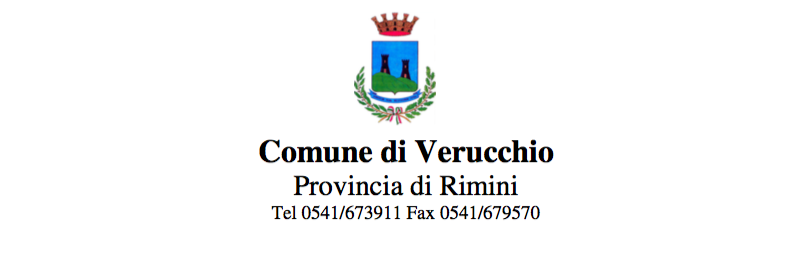 Comune di Verucchio
Provincia di Rimini
Tel 0541/673911 Fax 0541/679570